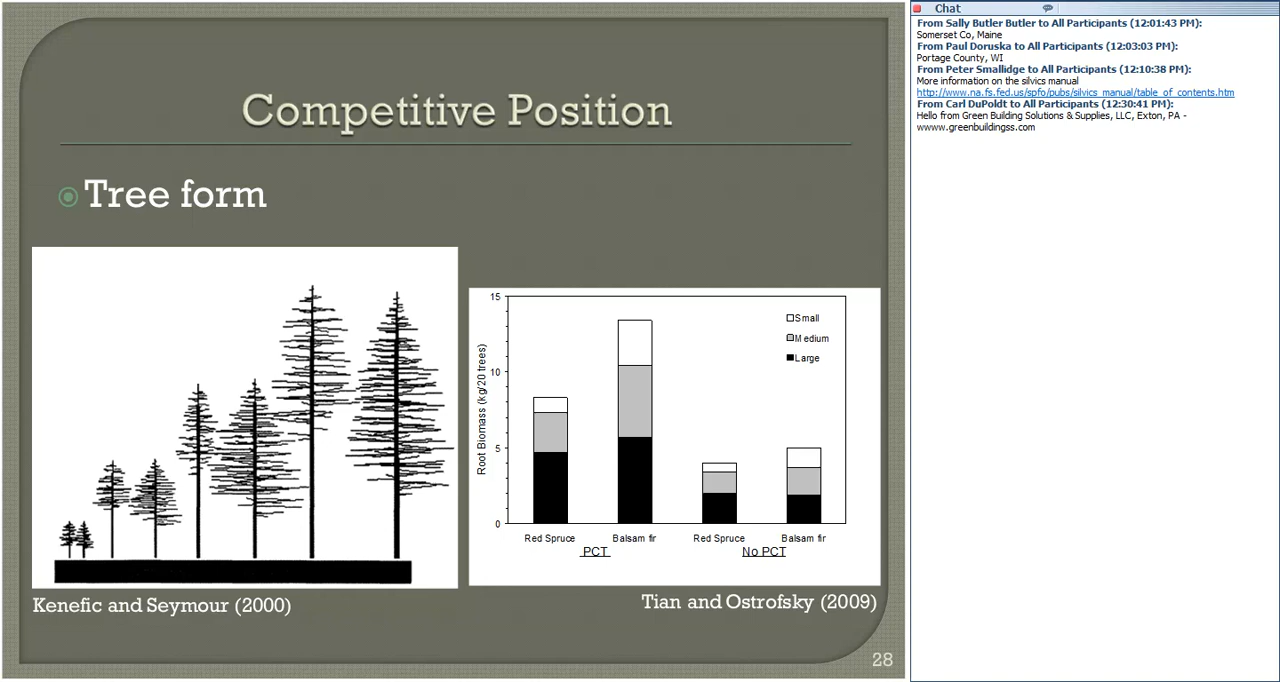 Competitive Position
Tree form
15
10
5
0
Root Biomass (kg/20 trees)
Small
Medium
Large
Red Spruce
Balsam fir
Red Spruce
Balsam fir
PCT
No PCT
Kenefic and Seymour (2000)
Tian and Ostrofsky (2009)
28
Chat
From Sally Butler Butler to All Participants (12:01:43 PM):
Somerset Co, Maine
From Paul Doruska to All Participants (12:03:03 PM):
Portage County, WI
From Peter Smallidge to All Participants (12:10:38 PM):
More information on the silvics manual
http://www.na.fs.fed.us/spfo/pubs/silvics_manual/table_of_contents.htm
From Carl DuPoldt to All Participants (12:30:41 PM):
Hello from Green Building Solutions & Supplies, LLC, Exton, PA -
wwww.greenbuildingss.com